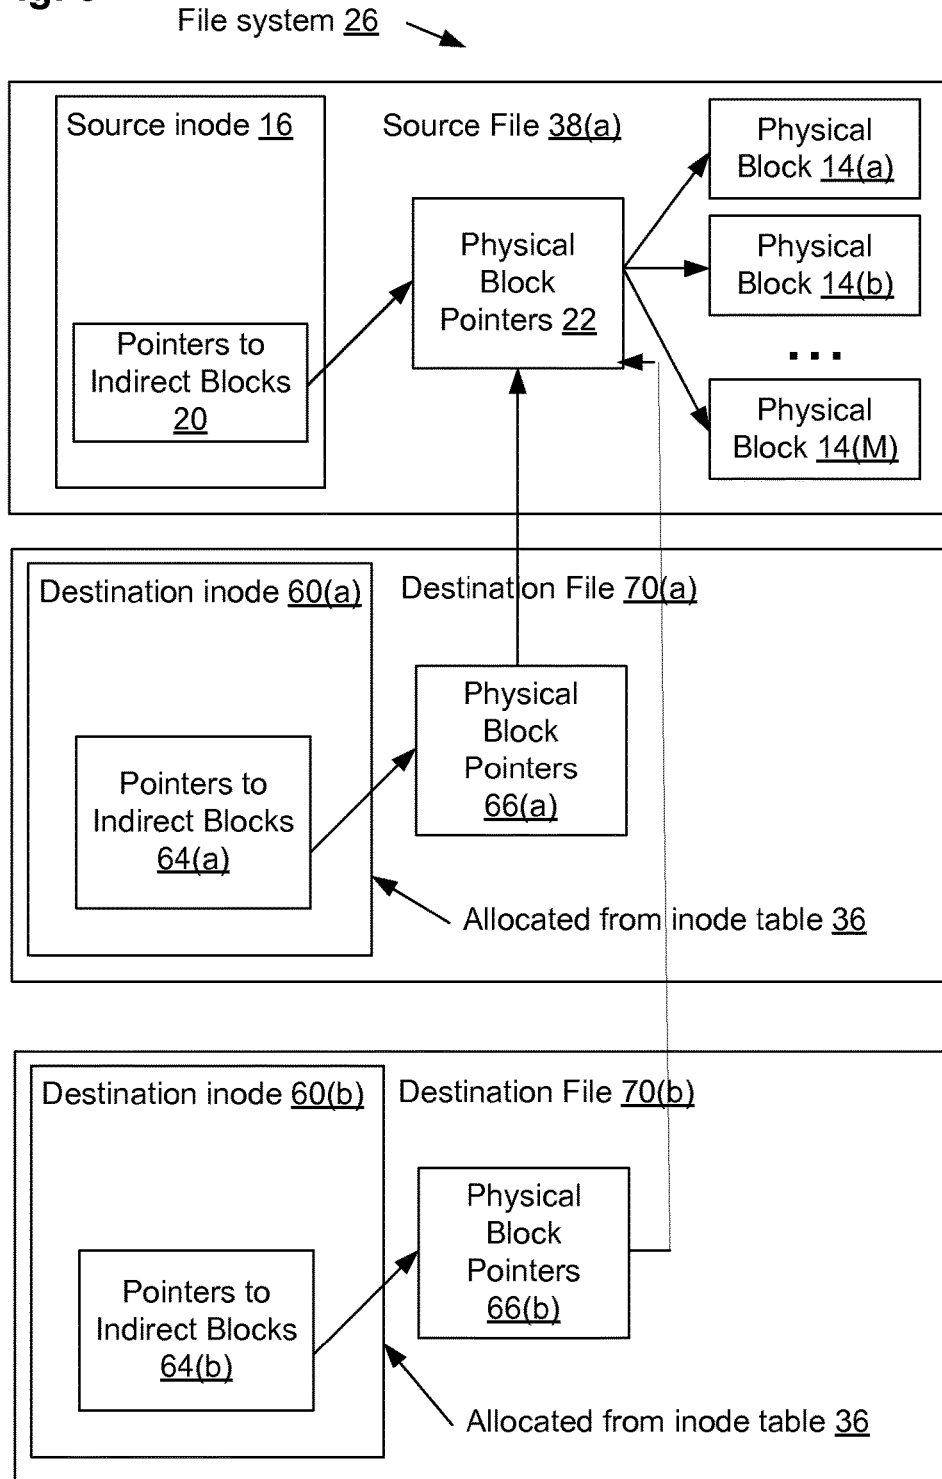 File system 26
Source inode 16
Source File 38(a)
Physical
Block 14(a)
Physical
Block 14(b)
...
Physical
Block 14(M)
Physical
Block
Pointers 22
Pointers to
Indirect Blocks
20
Destination inode 60(a)
Destination File 70(a)
Physical
Block
Pointers
66(a)
Pointers to
Indirect Blocks
64(a)
Allocated from inode table 36
Destination inode 60(b)
Destination File 70(b)
Physical
Block
Pointers
66(b)
Pointers to
Indirect Blocks
64(b)
Allocated from inode table 36